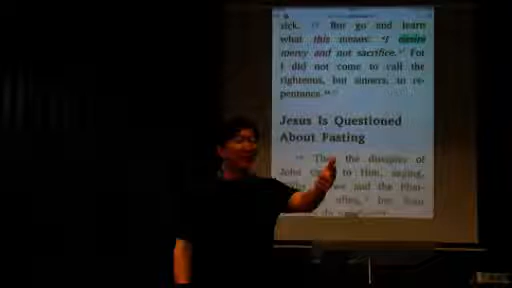 sick. But go and learn
what this means: 'I desire
mercy and not sacrifice.' For
I did not come to call the
righteous, but sinners, to re-
pentance."
Jesus Is Questioned
About Fasting
the disciples of
John to Him, saying,
we and the Phar-